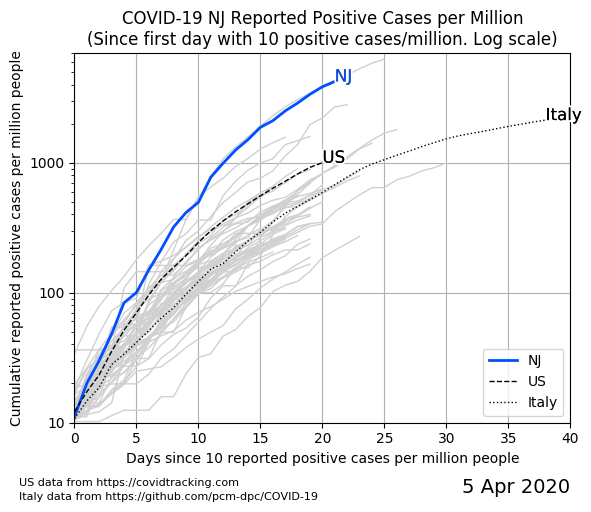 COVID-19 NJ Reported Positive Cases per Million
(Since first day with 10 positive cases/million. Log scale)
Cumulative reported positive cases per million people
1000
100
10
NJ
US
Italy
NJ
US
Italy
0 5 10 15 20 25 30 35 40
Days since 10 reported positive cases per million people
US data from https://covidtracking.com
Italy data from https://github.com/pcm-dpc/COVID-19
5 Apr 2020